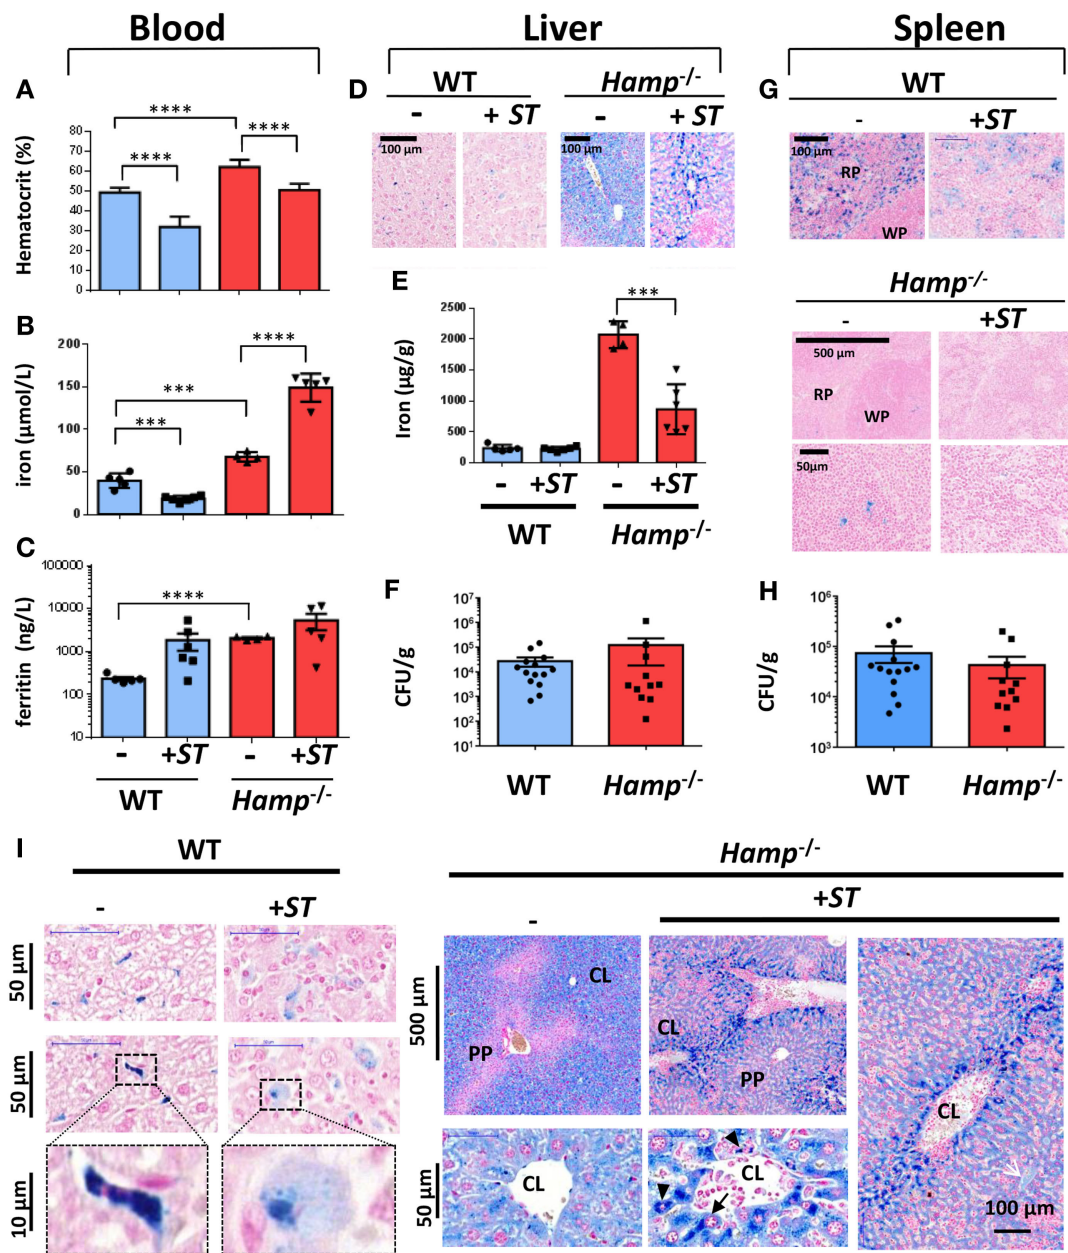 Blood
Liver
Spleen
A
****
****
****
Hematocrit (%)
80
70
60
50
40
30
20
10
0
B
****
***
***
iron (µmol/L)
200
150
100
50
0
C
****
ferritin (ng/L)
100000
10000
1000
100
10
- +ST - +ST
WT Hamp-/-
D
WT Hamp-/-
- + ST - + ST
100 µm 100 µm
E
***
Iron (µg/g)
2500
2000
1500
1000
500
0
- +ST - +ST
WT Hamp-/-
F
CFU/g
10⁷
10⁶
10⁵
10⁴
10³
10²
10¹
WT Hamp-/-
G
WT
- +ST
100 µm
RP
WP
Hamp-/-
- +ST
500 µm
RP
WP
50µm
H
CFU/g
10⁶
10⁵
10⁴
10³
WT Hamp-/-
I
WT
- +ST
50 µm
50 µm
10 µm
Hamp-/-
- +ST
500 µm
CL
PP
CL
PP
CL
50 µm
CL
CL
100 µm